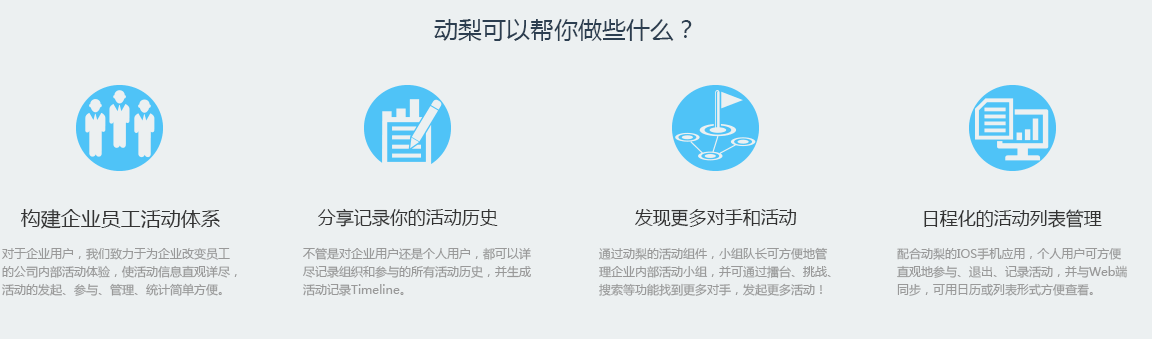 动梨可以帮你做些什么？
构建企业员工活动体系
对于企业用户，我们致力于为企业改变员工
的公司内部活动体验，使活动信息直观详尽，
活动的发起、参与、管理、统计简单方便。
分享记录你的活动历史
不管是对企业用户还是个人用户，都可以详
尽记录组织和参与的所有活动历史，并生成
活动记录Timeline。
发现更多对手和活动
通过动梨的活动组件，小组队长可方便地管
理企业内部活动小组，并可通过擂台、挑战、
搜索等功能找到更多对手，发起更多活动！
日程化的活动列表管理
配合动梨的IOS手机应用，个人用户可方便
直观地参与、退出、记录活动，并与Web端
同步，可用日历或列表形式方便查看。